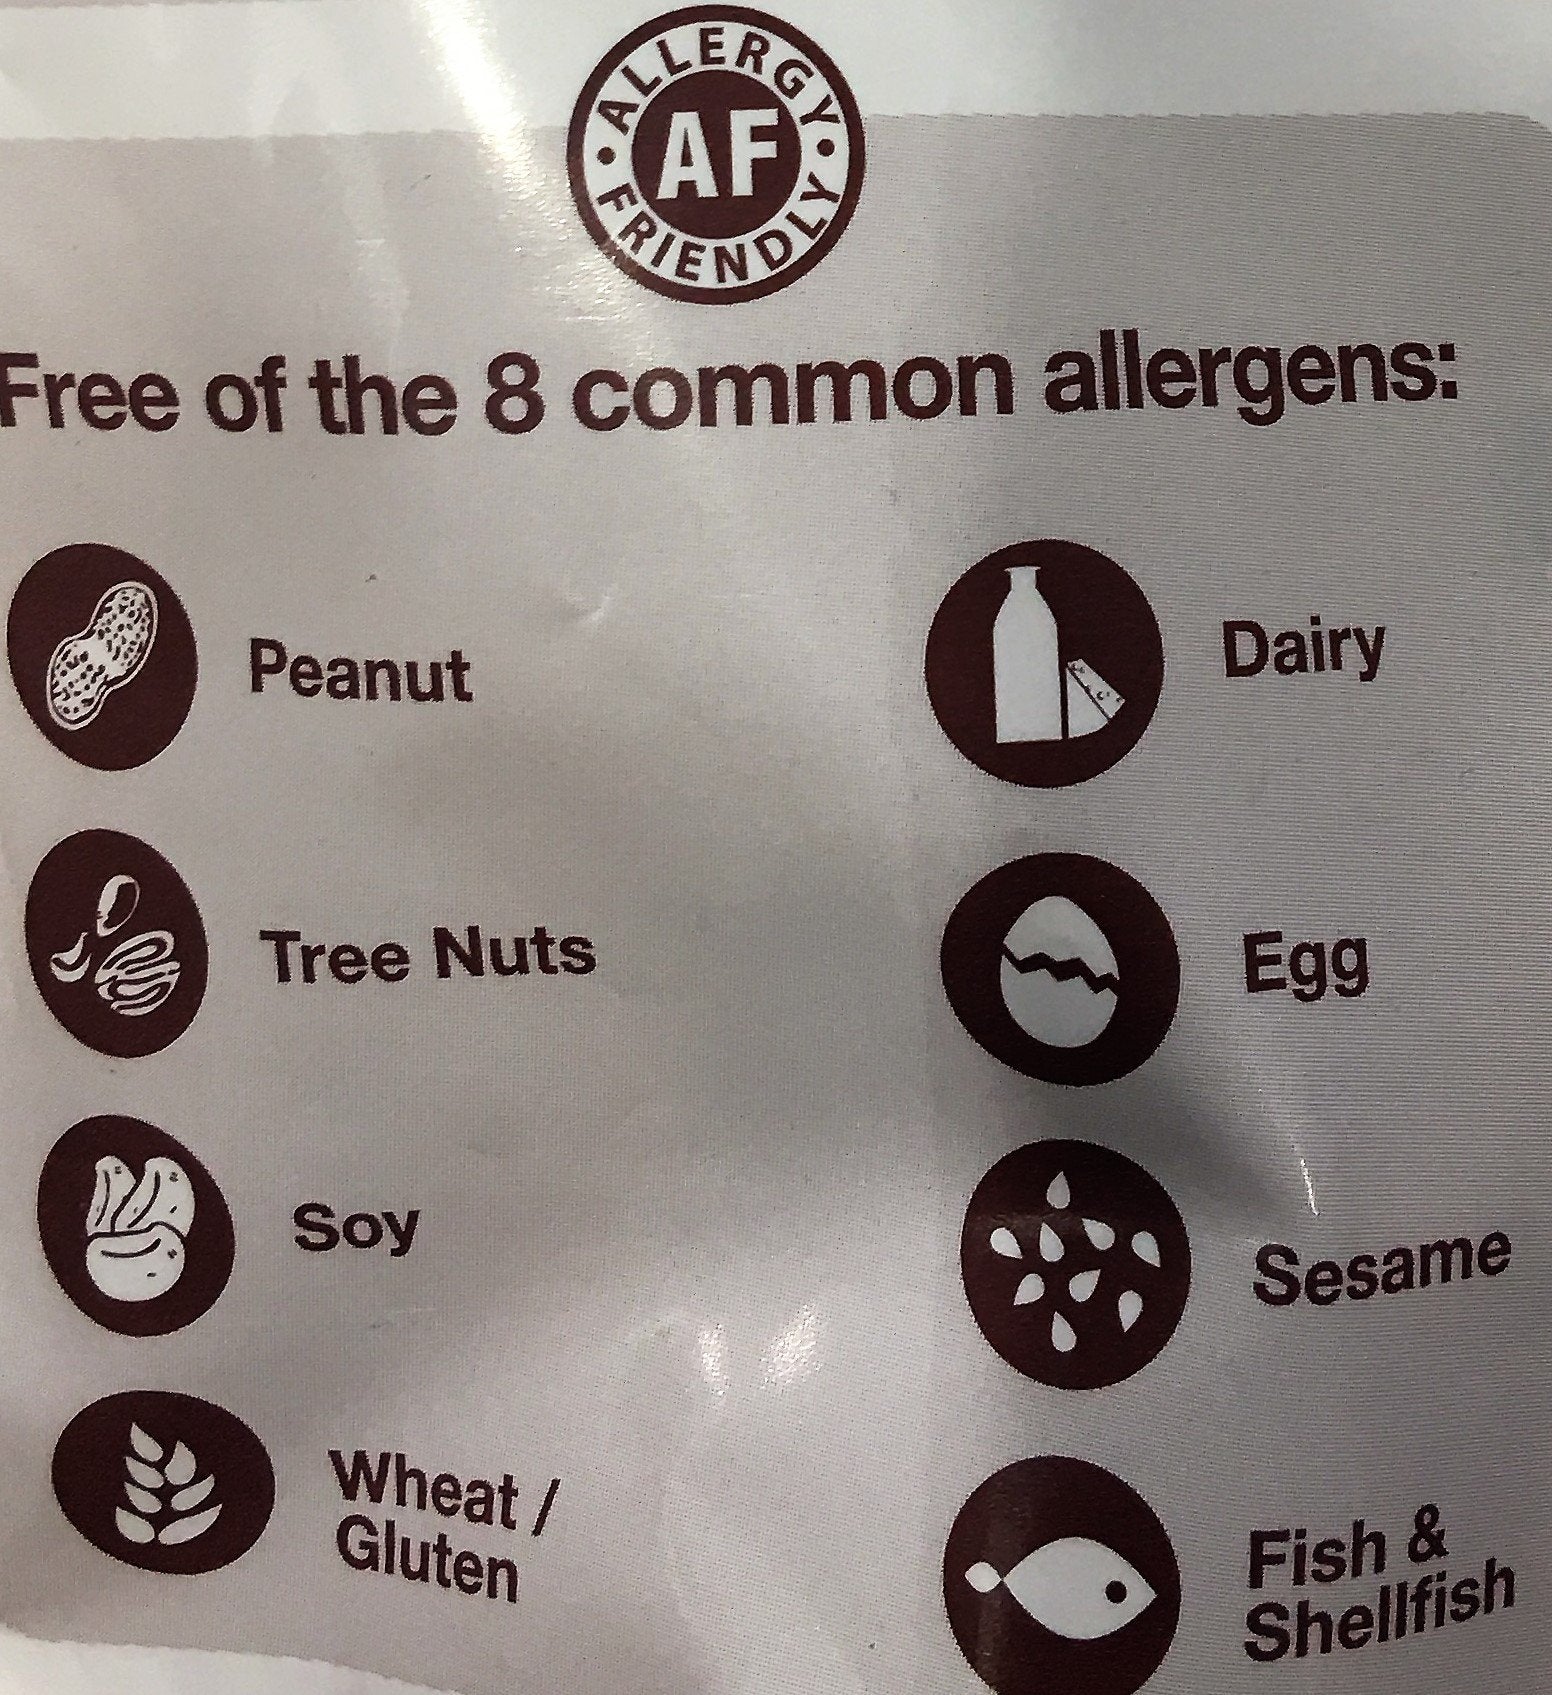 ALLERGY
AF
FRIENDLY
Free of the 8 common allergens:
Peanut
Dairy
Tree Nuts
Egg
Soy
Sesame
Wheat /
Gluten
Fish &
Shellfish